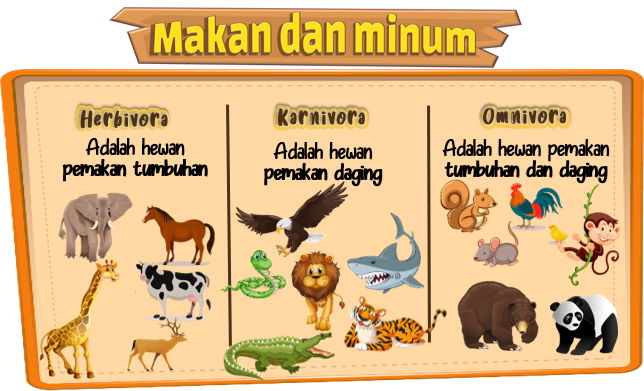 Makan dan minum
Herbivora
Adalah hewan
pemakan tumbuhan
Karnivora
Adalah hewan
pemakan daging
Omnivora
Adalah hewan pemakan
tumbuhan dan daging